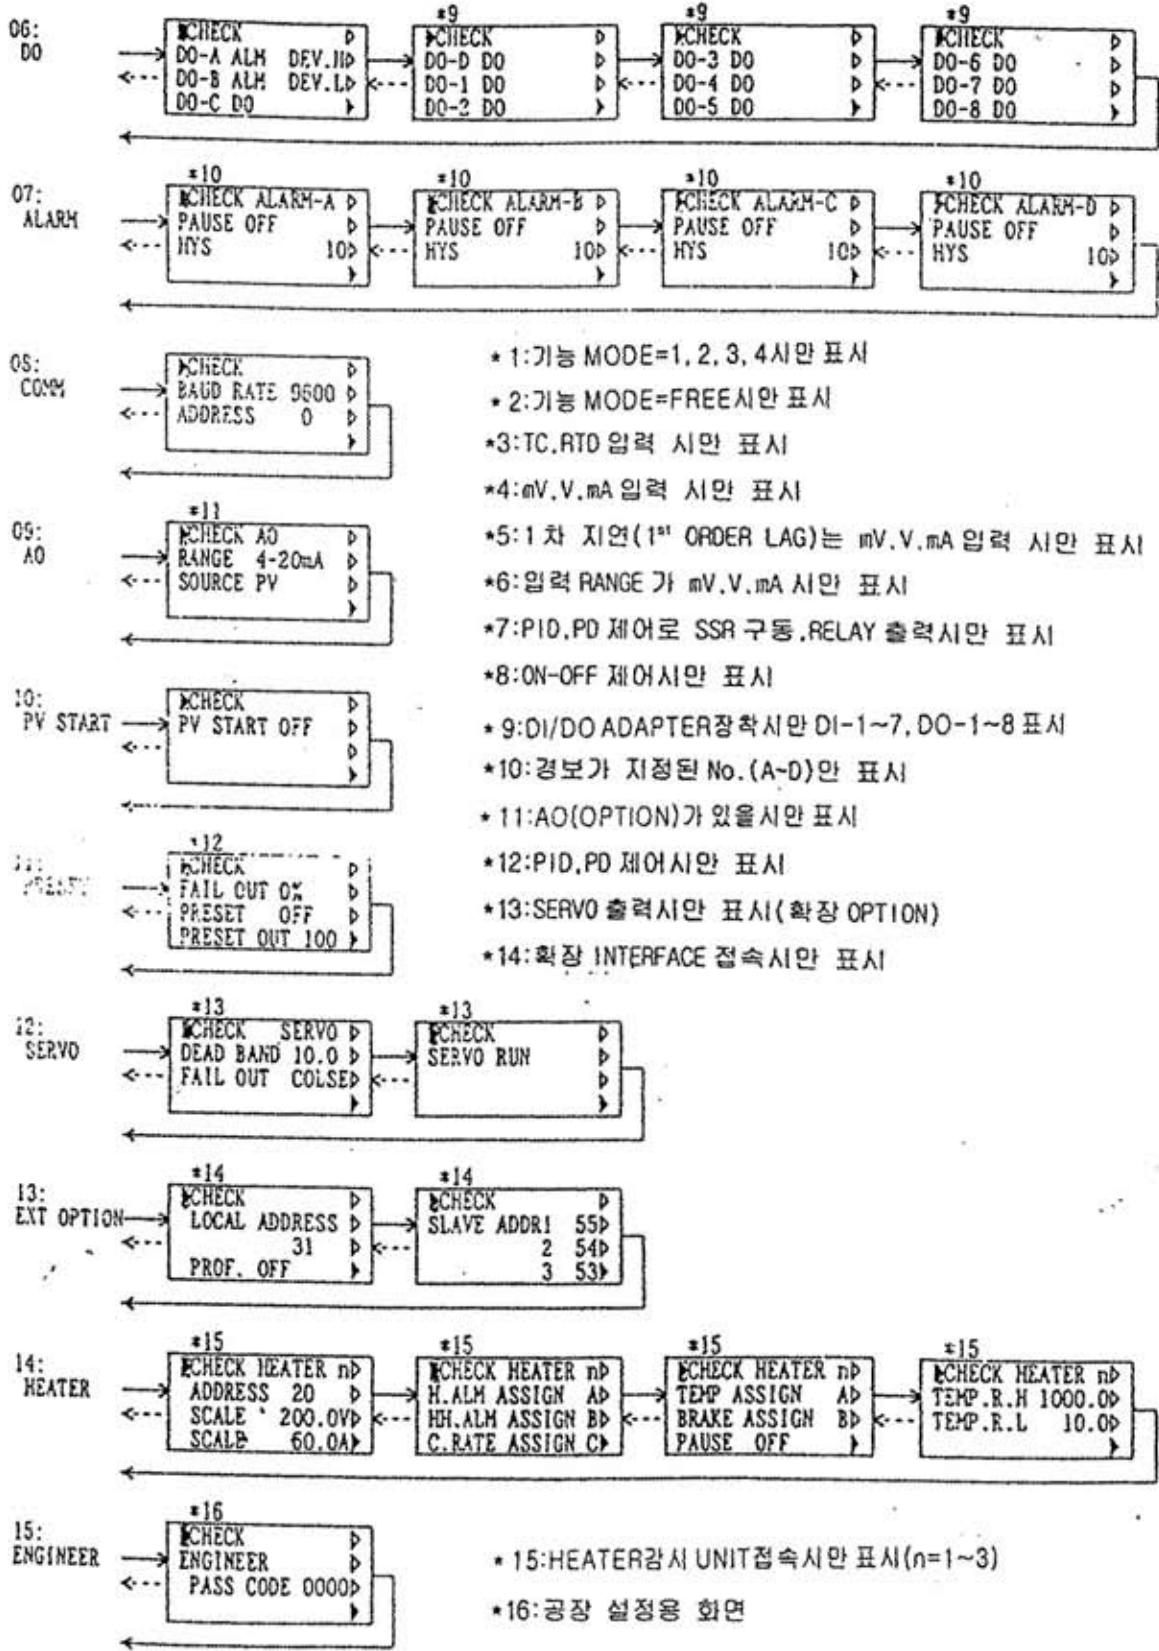 06:
DO
CHECK
DO-A ALM DEV.H
DO-B ALM DEV.L
DO-C DO
*9
CHECK
DO-D DO
DO-1 DO
DO-2 DO
*9
CHECK
DO-3 DO
DO-4 DO
DO-5 DO
*9
CHECK
DO-6 DO
DO-7 DO
DO-8 DO
07:
ALARM
*10
CHECK ALARM-A
PAUSE OFF
HYS 10
*10
CHECK ALARM-B
PAUSE OFF
HYS 10
*10
CHECK ALARM-C
PAUSE OFF
HYS 10
*10
CHECK ALARM-D
PAUSE OFF
HYS 10
08:
COMM
CHECK
BAUD RATE 9600
ADDRESS 0
09:
AO
*11
CHECK AO
RANGE 4-20mA
SOURCE PV
10:
PV START
CHECK
PV START OFF
11:
PRESET
*12
CHECK
FAIL OUT 0%
PRESET OFF
PRESET OUT 100
* 1:기능 MODE=1, 2, 3, 4시만 표시
* 2:기능 MODE=FREE시만 표시
*3:TC.RTD 입력 시만 표시
*4:mV.V.mA 입력 시만 표시
*5:1 차 지연(1st ORDER LAG)는 mV.V.mA 입력 시만 표시
*6:입력 RANGE 가 mV.V.mA 시만 표시
*7:PID.PD 제어로 SSR 구동.RELAY 출력시만 표시
*8:ON-OFF 제어시만 표시
* 9:DI/DO ADAPTER장착시만 DI-1~7, DO-1~8 표시
*10:경보가 지정된 No.(A~D)만 표시
* 11:AO(OPTION)가 있을시만 표시
*12:PID.PD 제어시만 표시
*13:SERVO 출력시만 표시(확장 OPTION)
*14:확장 INTERFACE 접속시만 표시
12:
SERVO
*13
CHECK SERVO
DEAD BAND 10.0
FAIL OUT COLSE
*13
CHECK
SERVO RUN
13:
EXT OPTION
*14
CHECK
LOCAL ADDRESS
31
PROF. OFF
*14
CHECK
SLAVE ADDR1 55
2 54
3 53
14:
HEATER
*15
CHECK HEATER n
ADDRESS 20
SCALE 200.0V
SCALE 60.0A
*15
CHECK HEATER n
H.ALM ASSIGN A
HH.ALM ASSIGN B
C.RATE ASSIGN C
*15
CHECK HEATER n
TEMP ASSIGN A
BRAKE ASSIGN B
PAUSE OFF
*15
CHECK HEATER n
TEMP.R.H 1000.0
TEMP.R.L 10.0
15:
ENGINEER
*16
CHECK
ENGINEER
PASS CODE 0000
* 15:HEATER감시 UNIT접속시만 표시(n=1~3)
*16:공장 설정용 화면